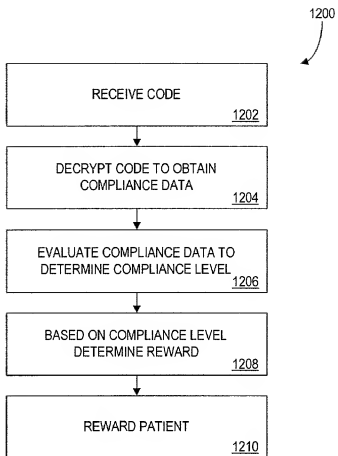 1200
RECEIVE CODE
1202
DECRYPT CODE TO OBTAIN
COMPLIANCE DATA
1204
EVALUATE COMPLIANCE DATA TO
DETERMINE COMPLIANCE LEVEL
1206
BASED ON COMPLIANCE LEVEL
DETERMINE REWARD
1208
REWARD PATIENT
1210